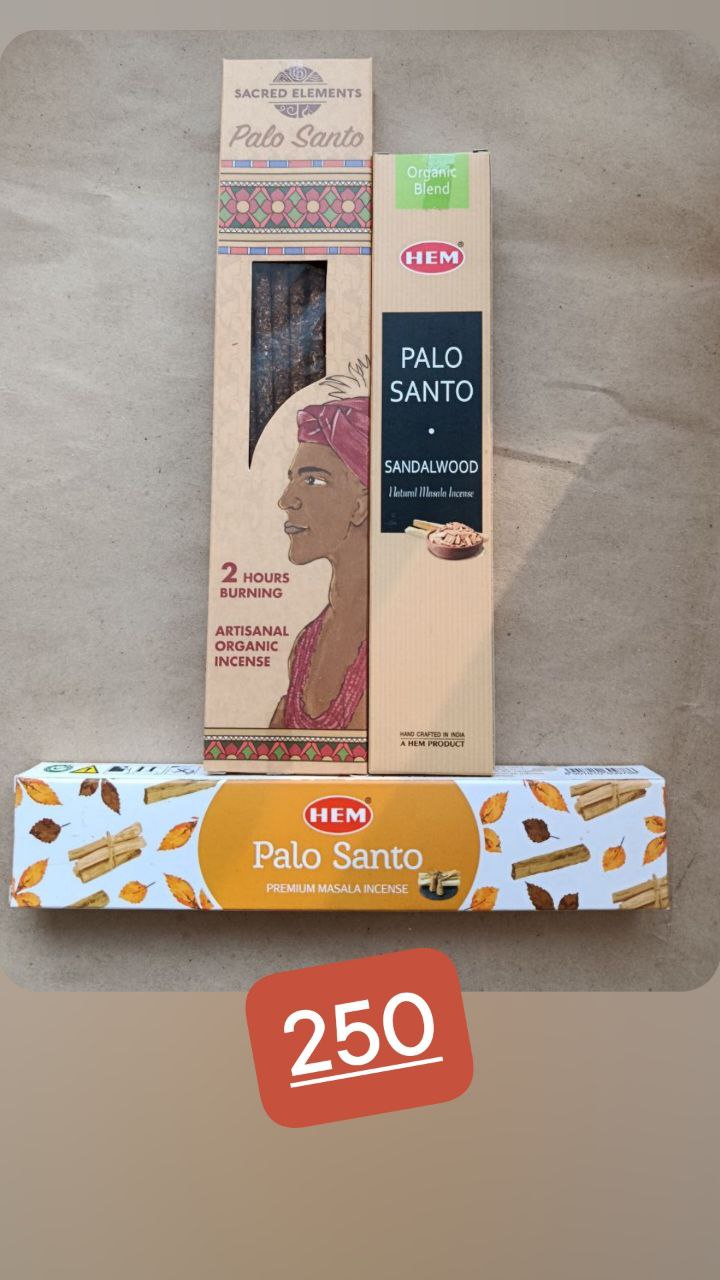 SACRED ELEMENTS
Palo Santo
2 HOURS
BURNING
ARTISANAL
ORGANIC
INCENSE
Organic
Blend
HEM
PALO
SANTO
SANDALWOOD
Natural Masala Incense
HAND CRAFTED IN INDIA
A HEM PRODUCT
HEM
Palo Santo
PREMIUM MASALA INCENSE
250